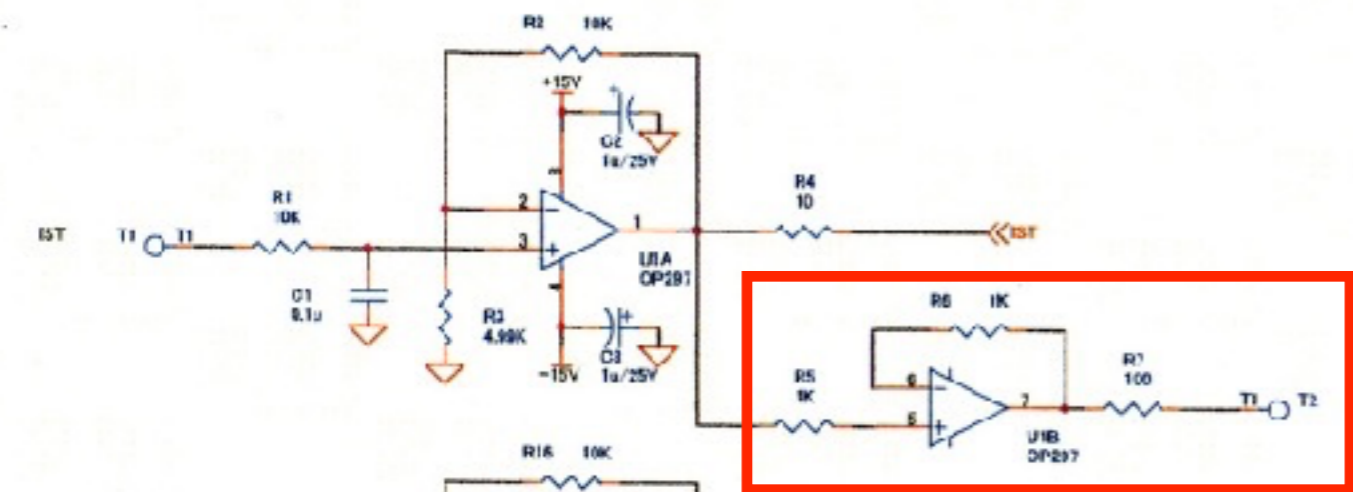 R2 10K
+15V
C2
1u/25V
R1
10K
R4
10
2
1
IST T1 T1
3
IST
U1A
OP297
C1
0.1u
R3
4.99K
C3
-15V 1u/25V
R6 1K
R5
1K
6
R7
100
7
T1 T2
5
U1B
OP297
R16 10K